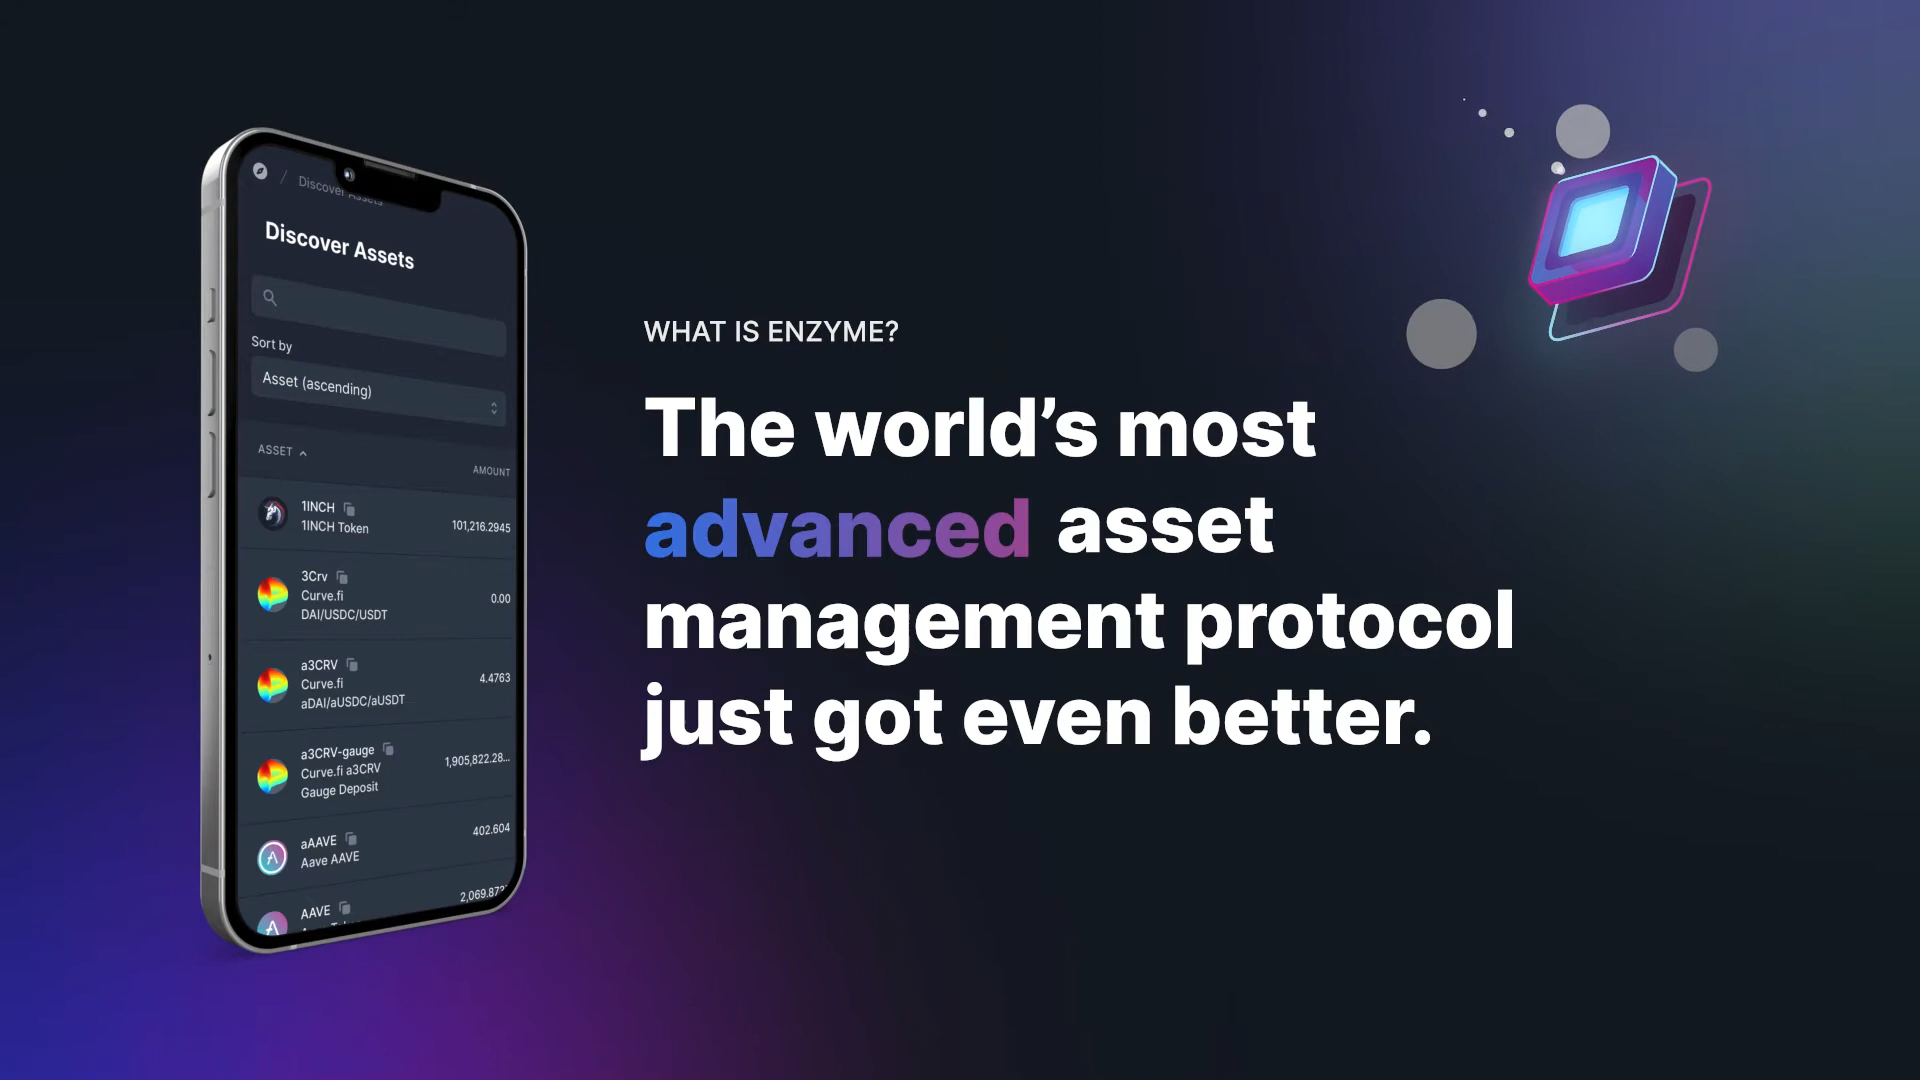 Discover Assets
Discover Assets
Sort by
Asset (ascending)
ASSET
AMOUNT
1INCH
1INCH Token
101,216.2945
3Crv
Curve.fi
DAI/USDC/USDT
0.00
a3CRV
Curve.fi
aDAI/aUSDC/aUSDT
4.4763
a3CRV-gauge
Curve.fi a3CRV
Gauge Deposit
1,905,822.28...
aAAVE
Aave AAVE
402.604
AAVE
WHAT IS ENZYME?
The world’s most
advanced asset
management protocol
just got even better.